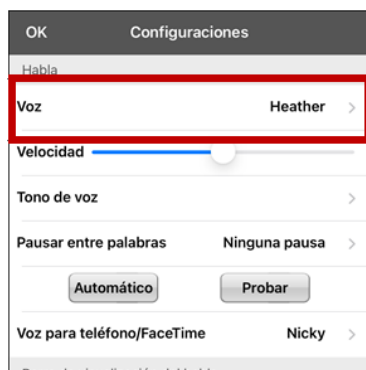 OK Configuraciones
Habla
Voz Heather
Velocidad
Tono de voz
Pausar entre palabras Ninguna pausa
Automático Probar
Voz para teléfono/FaceTime Nicky